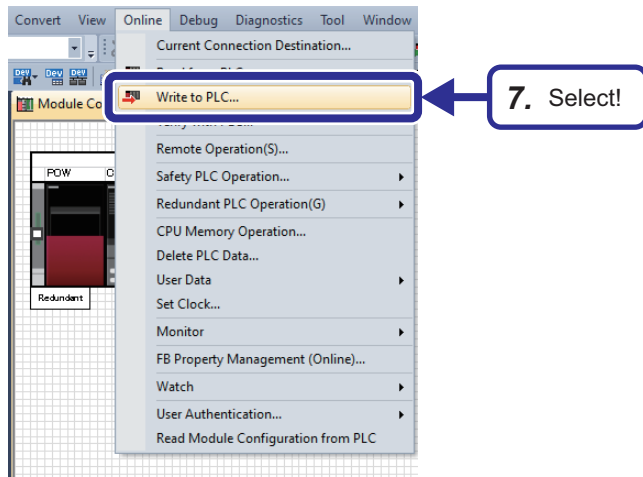 Convert View Online Debug Diagnostics Tool Window
Current Connection Destination...
Write to PLC...
7. Select!
Module Co
Remote Operation(S)...
POW C
Safety PLC Operation...
Redundant PLC Operation(G)
CPU Memory Operation...
Delete PLC Data...
User Data
Redundant
Set Clock...
Monitor
FB Property Management (Online)...
Watch
User Authentication...
Read Module Configuration from PLC